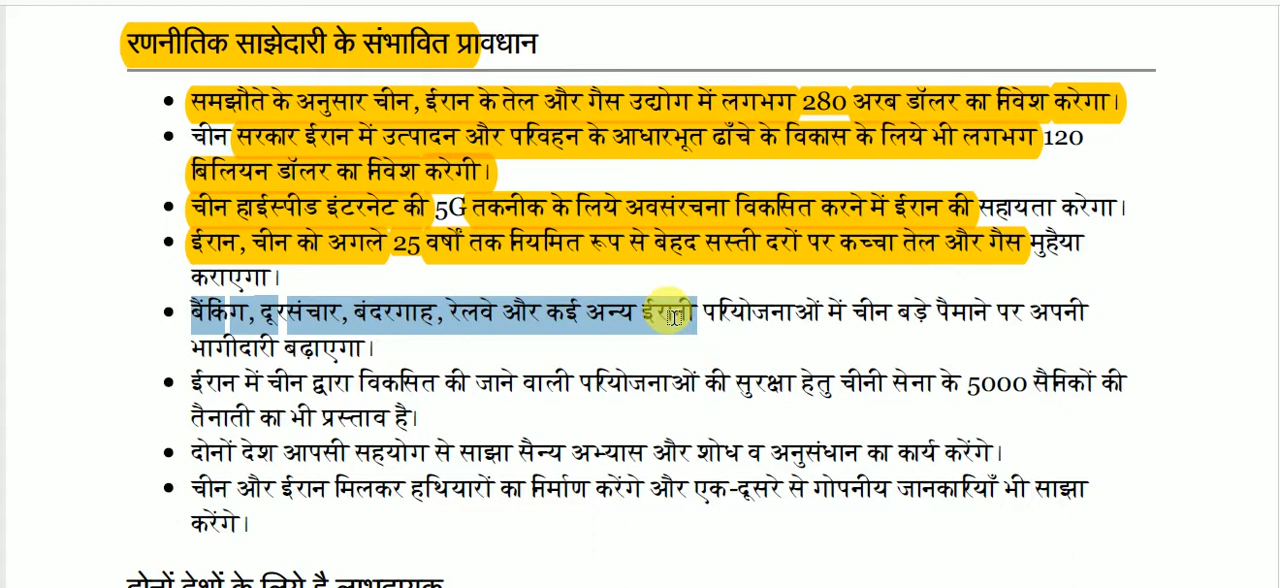 रणनीतिक साझेदारी के संभावित प्रावधान
• समझौते के अनुसार चीन, ईरान के तेल और गैस उद्योग में लगभग 280 अरब डॉलर का निवेश करेगा।
• चीन सरकार ईरान में उत्पादन और परिवहन के आधारभूत ढाँचे के विकास के लिये भी लगभग 120
बिलियन डॉलर का निवेश करेगी।
• चीन हाईस्पीड इंटरनेट की 5G तकनीक के लिये अवसंरचना विकसित करने में ईरान की सहायता करेगा।
• ईरान, चीन को अगले 25 वर्षों तक नियमित रूप से बेहद सस्ती दरों पर कच्चा तेल और गैस मुहैया
कराएगा।
• बैंकिंग, दूरसंचार, बंदरगाह, रेलवे और कई अन्य ईरानी परियोजनाओं में चीन बड़े पैमाने पर अपनी
भागीदारी बढ़ाएगा।
• ईरान में चीन द्वारा विकसित की जाने वाली परियोजनाओं की सुरक्षा हेतु चीनी सेना के 5000 सैनिकों की
तैनाती का भी प्रस्ताव है।
• दोनों देश आपसी सहयोग से साझा सैन्य अभ्यास और शोध व अनुसंधान का कार्य करेंगे।
• चीन और ईरान मिलकर हथियारों का निर्माण करेंगे और एक-दूसरे से गोपनीय जानकारियाँ भी साझा
करेंगे।
दोनों देशों के लिये है लाभदायक